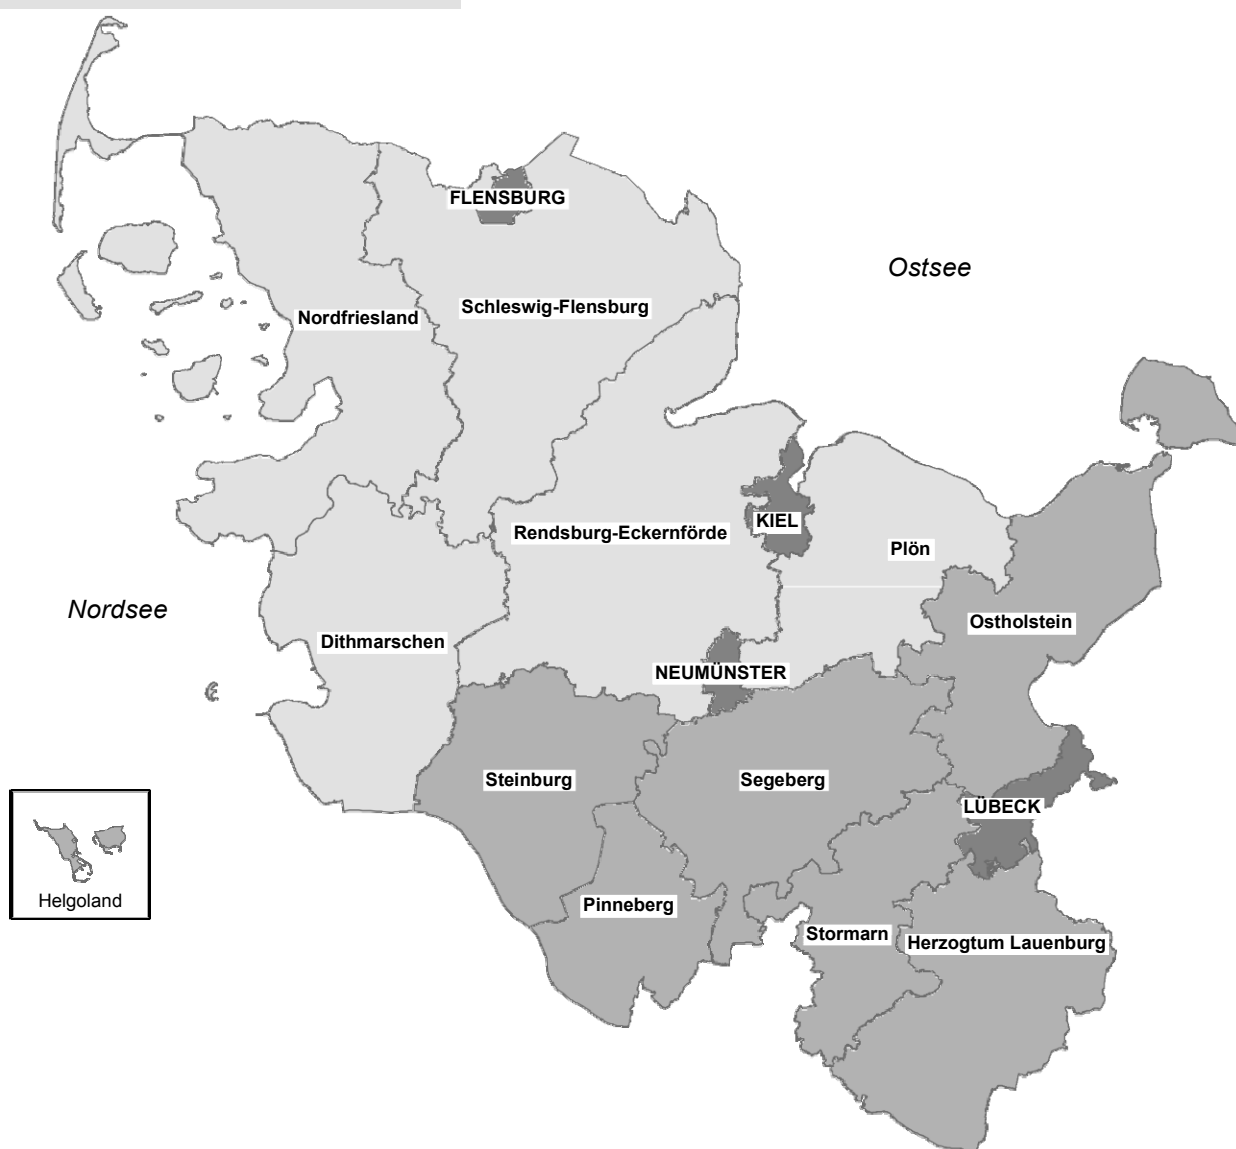 FLENSBURG
Ostsee
Schleswig-Flensburg
Nordfriesland
KIEL
Rendsburg-Eckernförde
Plön
Nordsee
Ostholstein
Dithmarschen
NEUMÜNSTER
Steinburg
Segeberg
LÜBECK
Helgoland
Pinneberg
Stormarn
Herzogtum Lauenburg